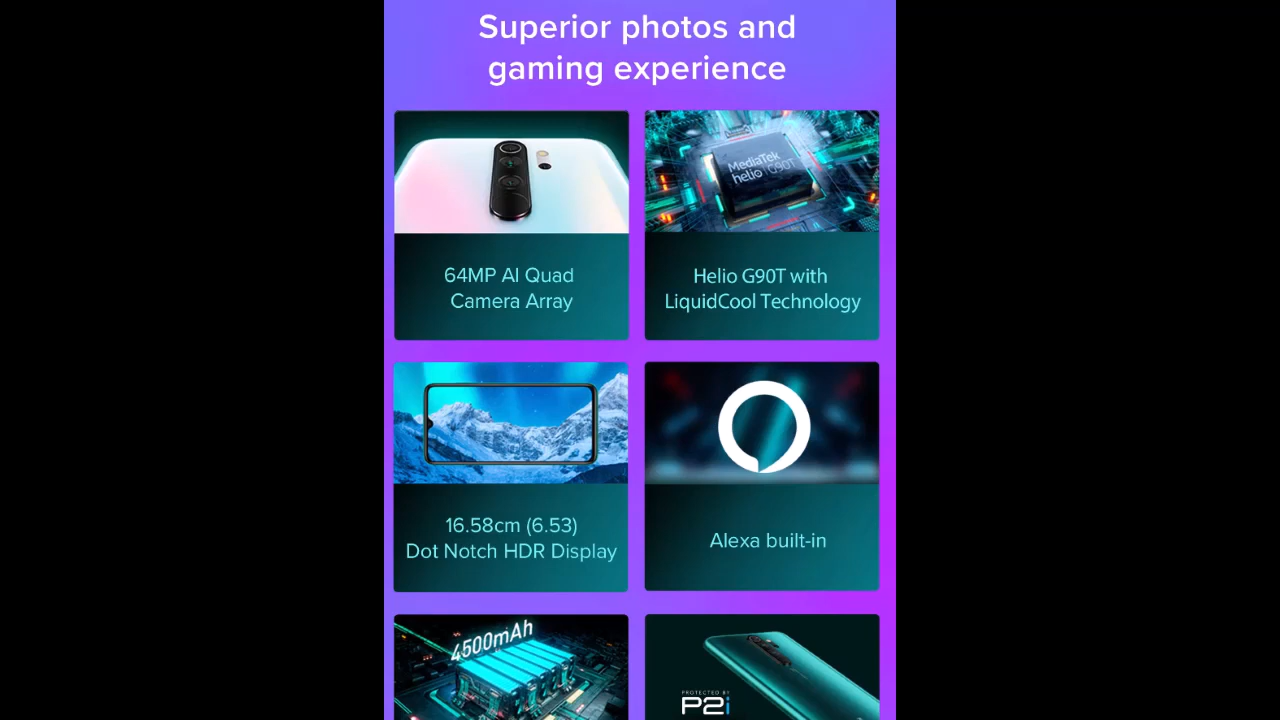 Superior photos and
gaming experience
MediaTek
helio G90T
64MP AI Quad
Camera Array
Helio G90T with
LiquidCool Technology
16.58cm (6.53)
Dot Notch HDR Display
Alexa built-in
4500mAh
PROTECTED BY
P2i